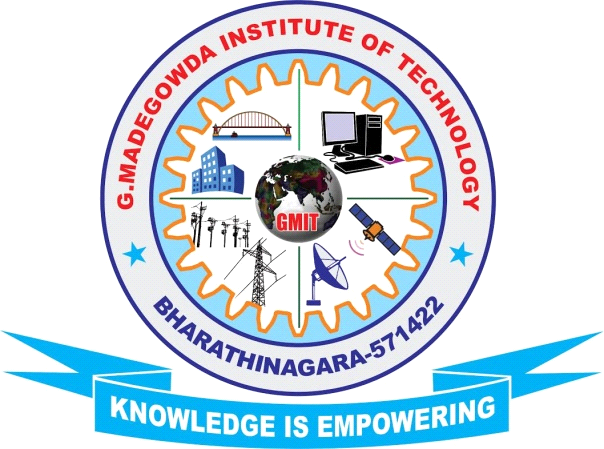 G.MADEGOWDA INSTITUTE OF TECHNOLOGY
GMIT
BHARATHINAGARA-571422
KNOWLEDGE IS EMPOWERING